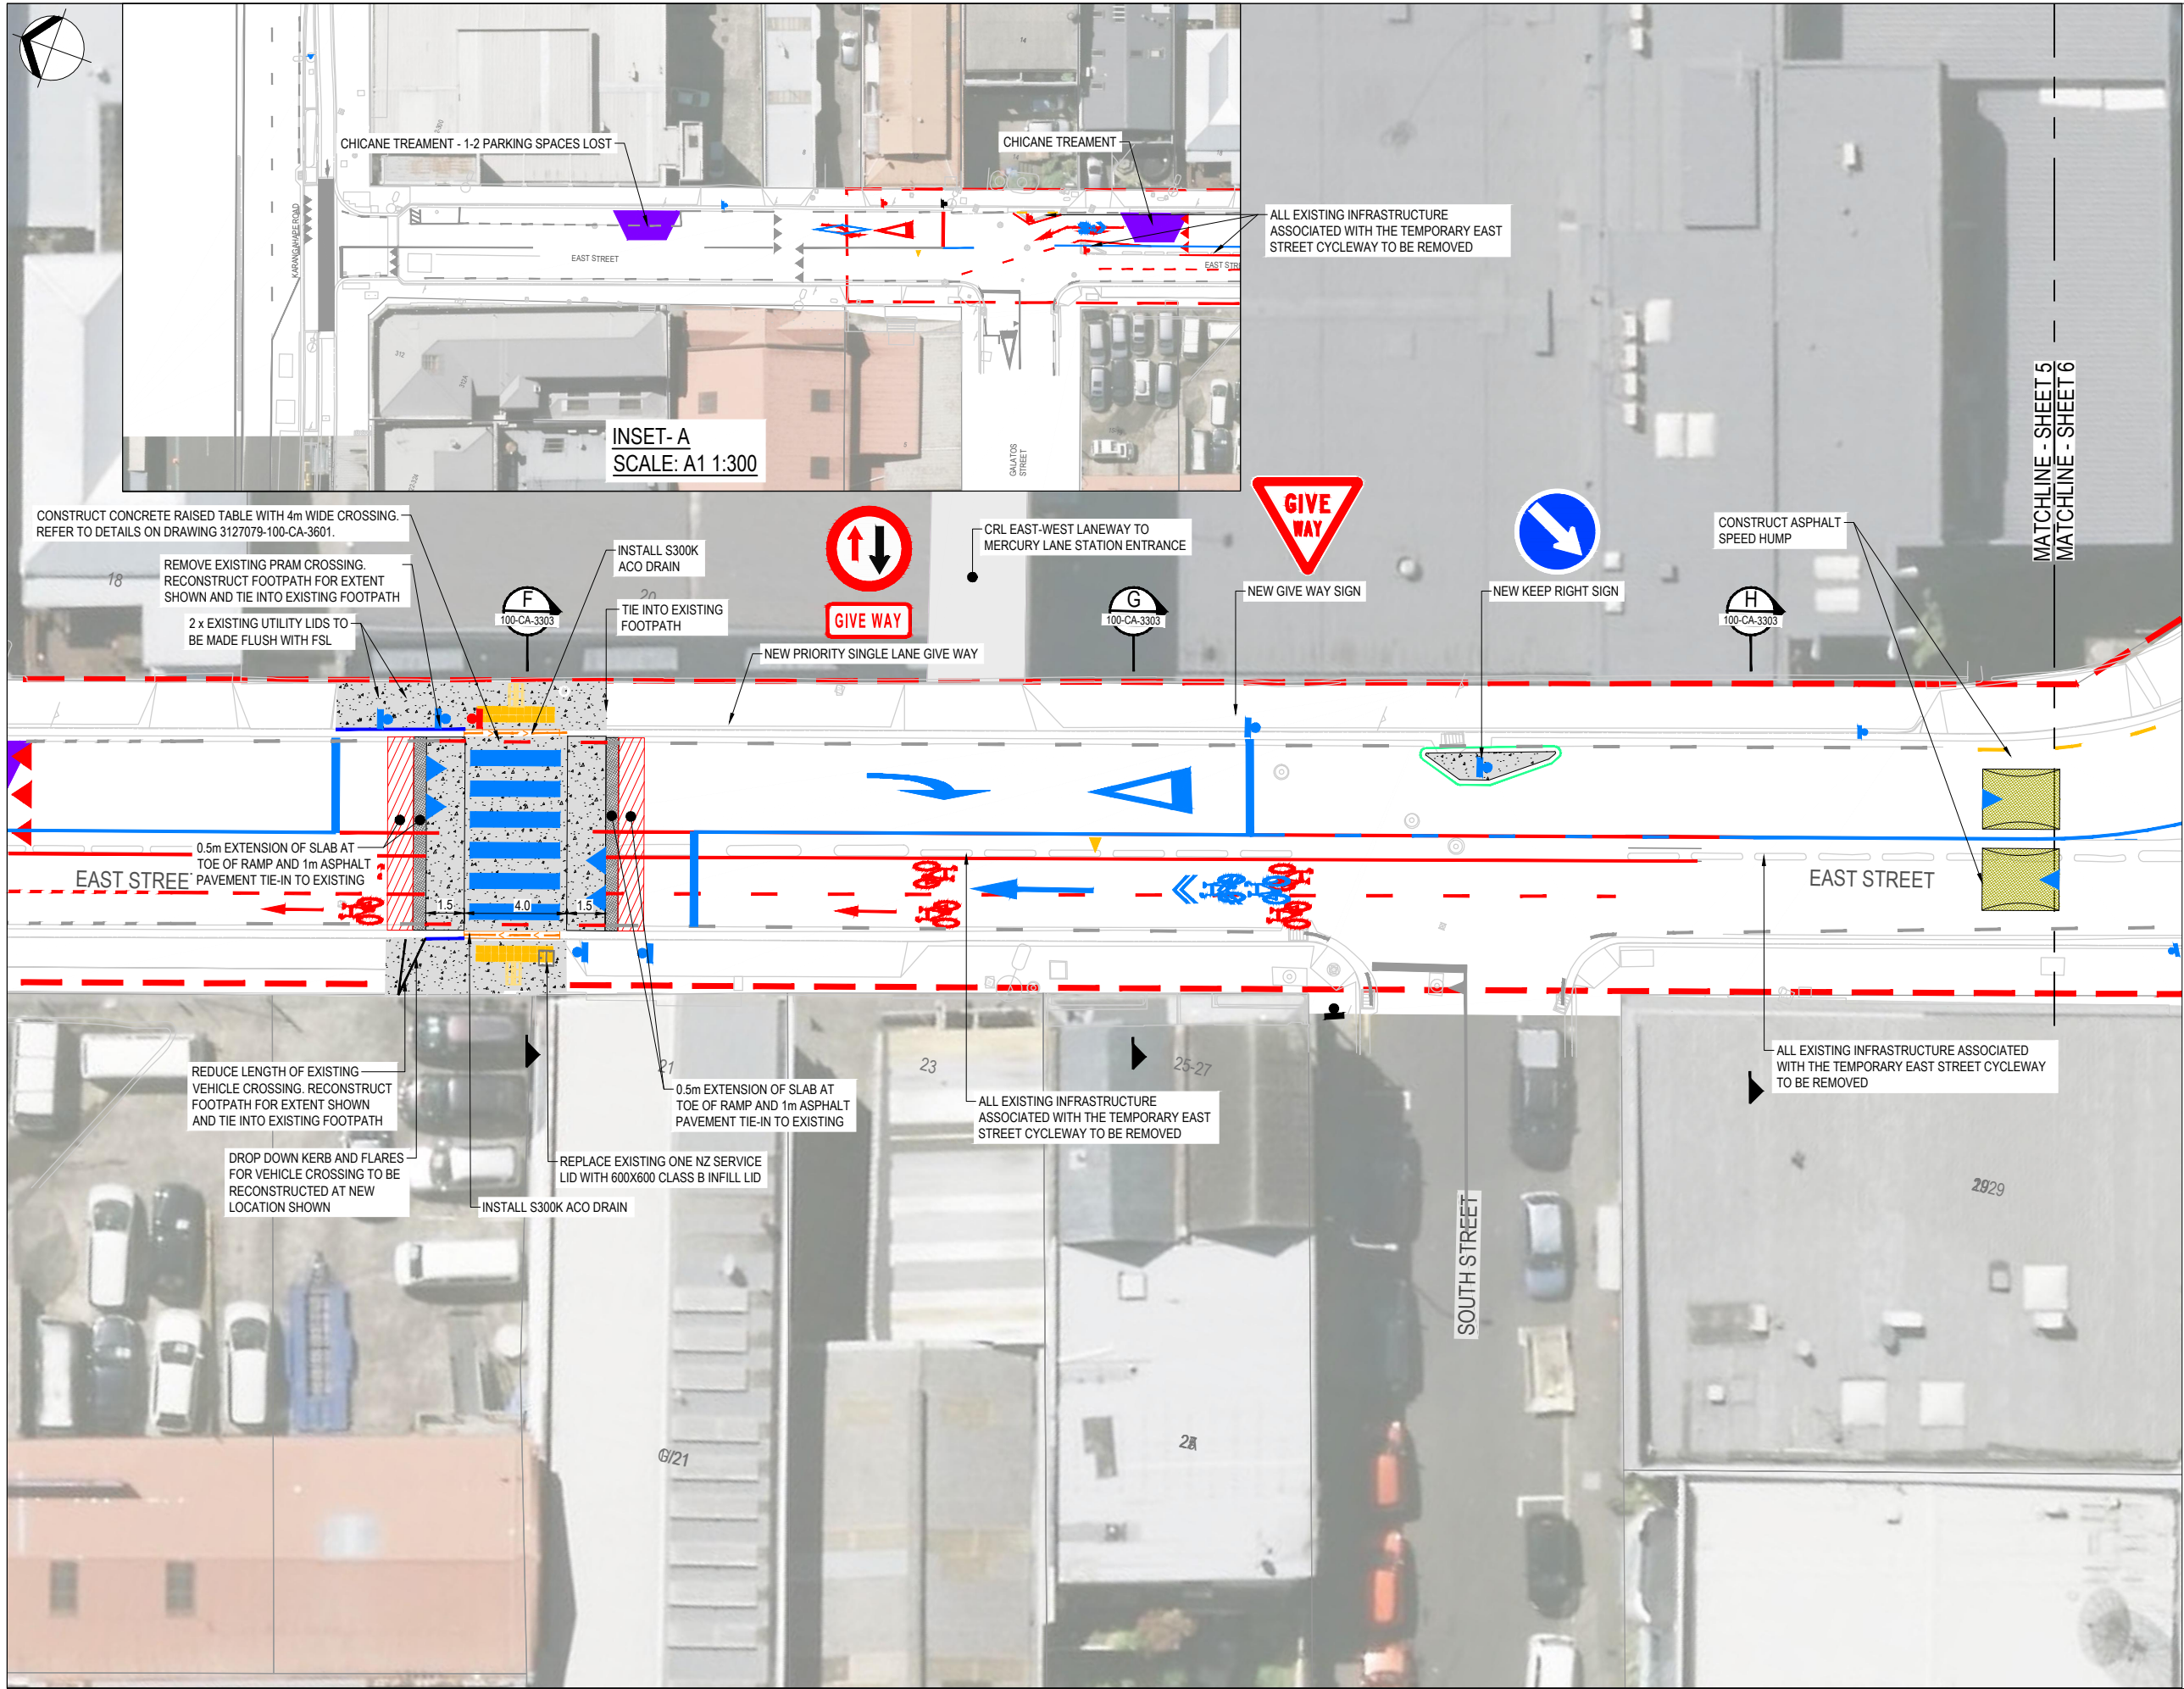 CHICANE TREAMENT - 1-2 PARKING SPACES LOST
CHICANE TREAMENT
ALL EXISTING INFRASTRUCTURE
ASSOCIATED WITH THE TEMPORARY EAST
STREET CYCLEWAY TO BE REMOVED
KARANGAHAPE ROAD
EAST STREET
EAST STR
GALATOS
STREET
14
312
312A
INSET- A
SCALE: A1 1:300
MATCHLINE - SHEET 5
MATCHLINE - SHEET 6
CONSTRUCT CONCRETE RAISED TABLE WITH 4m WIDE CROSSING.
REFER TO DETAILS ON DRAWING 3127079-100-CA-3601.
REMOVE EXISTING PRAM CROSSING.
RECONSTRUCT FOOTPATH FOR EXTENT
SHOWN AND TIE INTO EXISTING FOOTPATH
2 x EXISTING UTILITY LIDS TO
BE MADE FLUSH WITH FSL
18
20
INSTALL S300K
ACO DRAIN
TIE INTO EXISTING
FOOTPATH
F
100-CA-3303
GIVE WAY
NEW PRIORITY SINGLE LANE GIVE WAY
CRL EAST-WEST LANEWAY TO
MERCURY LANE STATION ENTRANCE
G
100-CA-3303
GIVE
WAY
NEW GIVE WAY SIGN
NEW KEEP RIGHT SIGN
CONSTRUCT ASPHALT
SPEED HUMP
H
100-CA-3303
0.5m EXTENSION OF SLAB AT
TOE OF RAMP AND 1m ASPHALT
PAVEMENT TIE-IN TO EXISTING
EAST STREE
1.5
4.0
1.5
EAST STREET
REDUCE LENGTH OF EXISTING
VEHICLE CROSSING. RECONSTRUCT
FOOTPATH FOR EXTENT SHOWN
AND TIE INTO EXISTING FOOTPATH
DROP DOWN KERB AND FLARES
FOR VEHICLE CROSSING TO BE
RECONSTRUCTED AT NEW
LOCATION SHOWN
INSTALL S300K ACO DRAIN
REPLACE EXISTING ONE NZ SERVICE
LID WITH 600X600 CLASS B INFILL LID
21
0.5m EXTENSION OF SLAB AT
TOE OF RAMP AND 1m ASPHALT
PAVEMENT TIE-IN TO EXISTING
23
25-27
ALL EXISTING INFRASTRUCTURE
ASSOCIATED WITH THE TEMPORARY EAST
STREET CYCLEWAY TO BE REMOVED
ALL EXISTING INFRASTRUCTURE ASSOCIATED
WITH THE TEMPORARY EAST STREET CYCLEWAY
TO BE REMOVED
SOUTH STREET